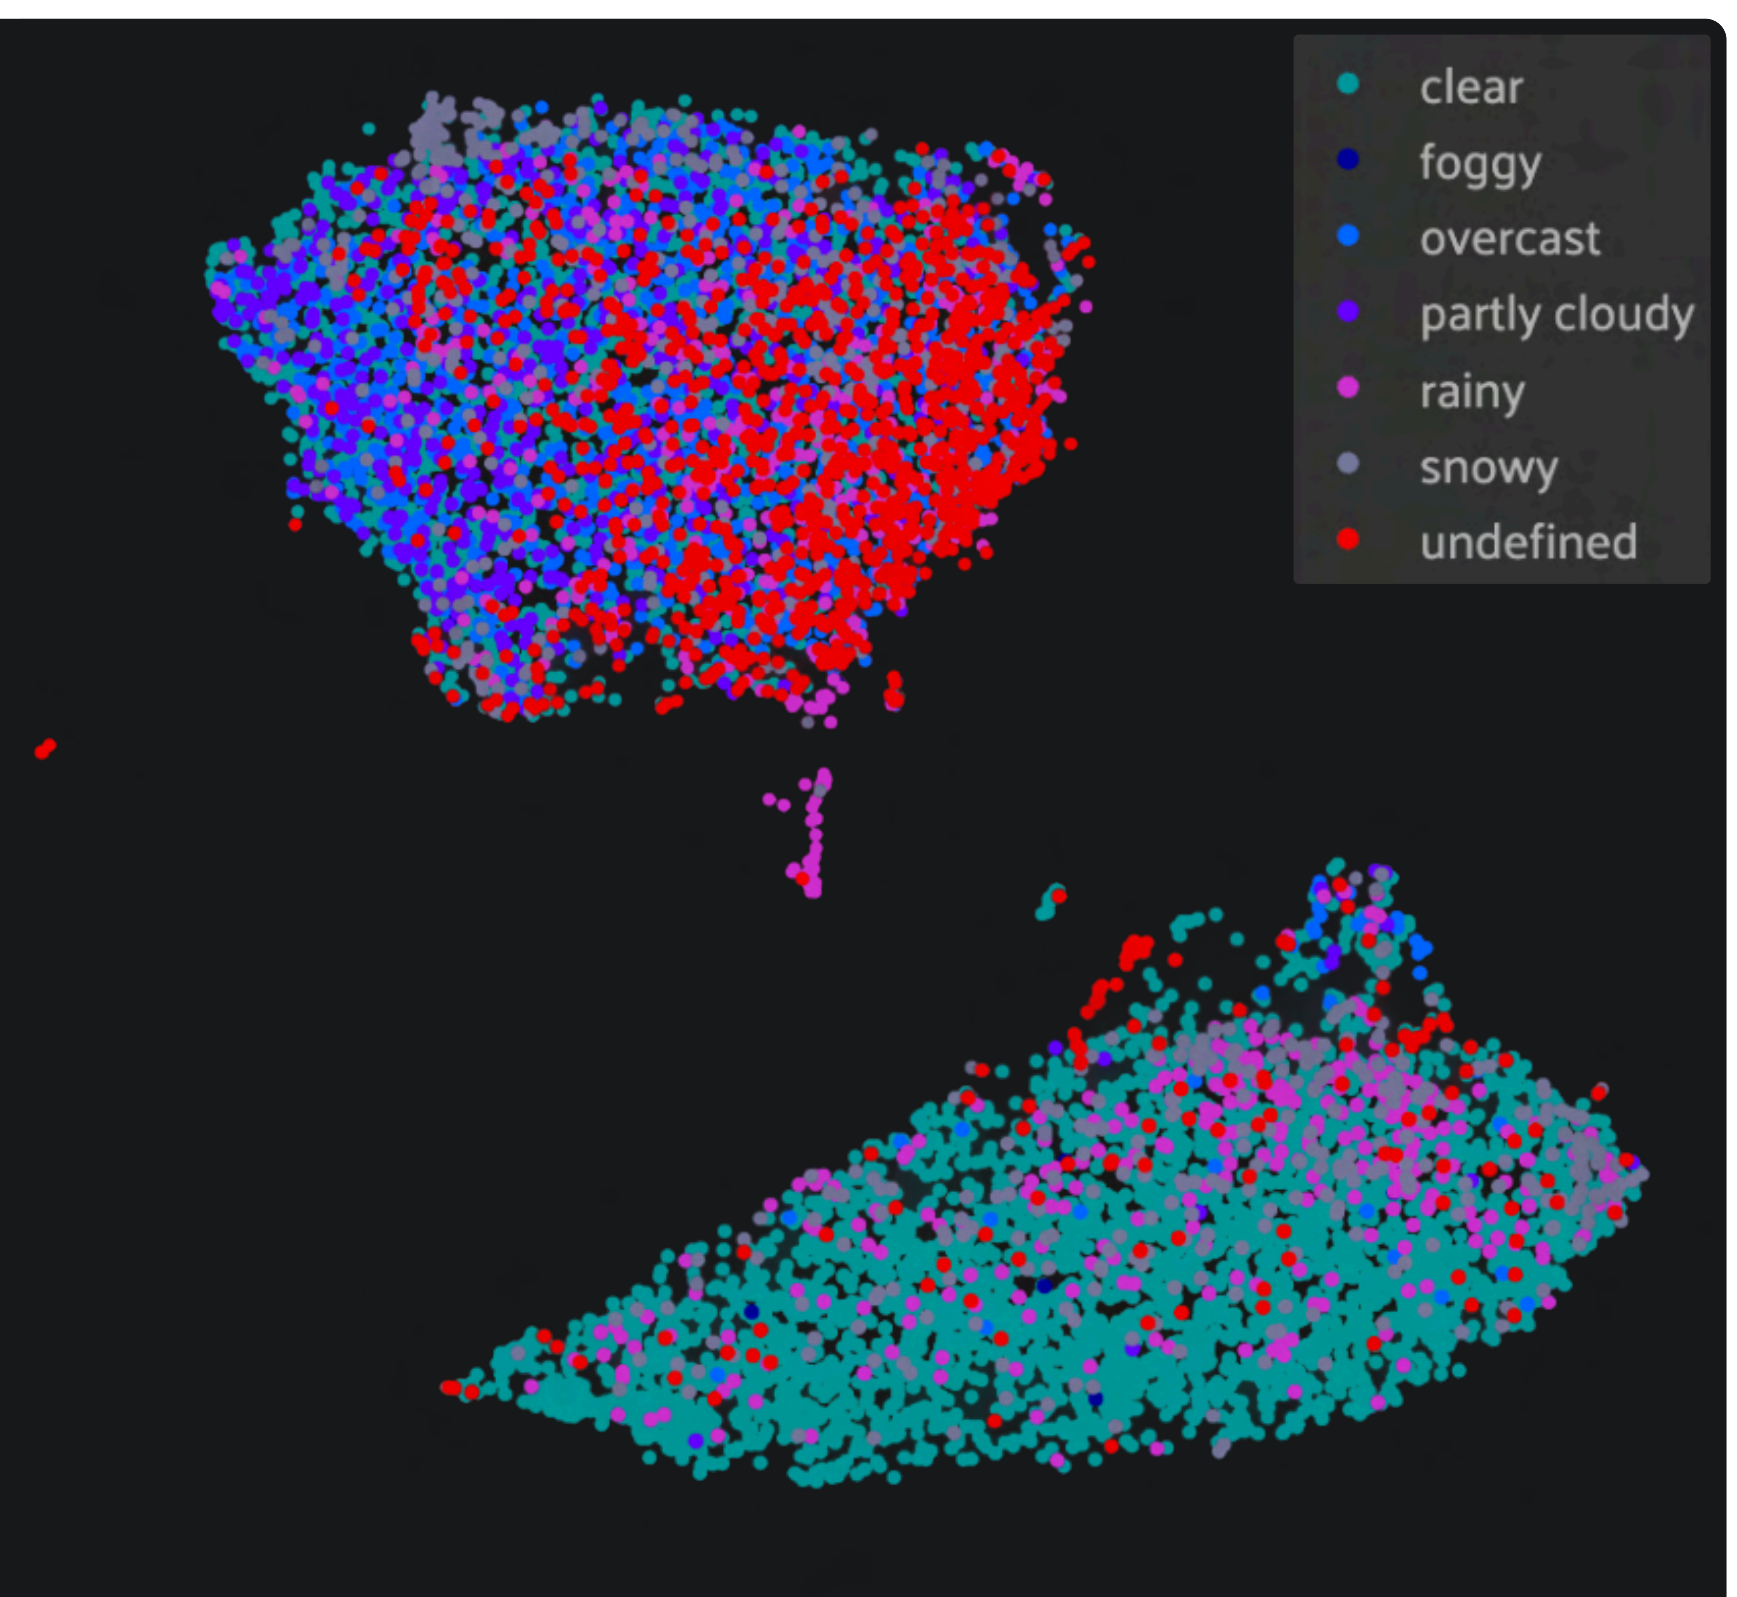 clear
foggy
overcast
partly cloudy
rainy
snowy
undefined